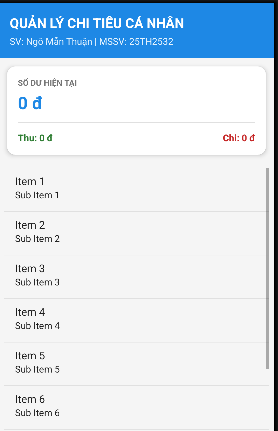 QUẢN LÝ CHI TIÊU CÁ NHÂN
SV: Ngô Mẫn Thuận | MSSV: 25TH2532
SỐ DƯ HIỆN TẠI
0 đ
Thu: 0 đ Chi: 0 đ
Item 1
Sub Item 1
Item 2
Sub Item 2
Item 3
Sub Item 3
Item 4
Sub Item 4
Item 5
Sub Item 5
Item 6
Sub Item 6